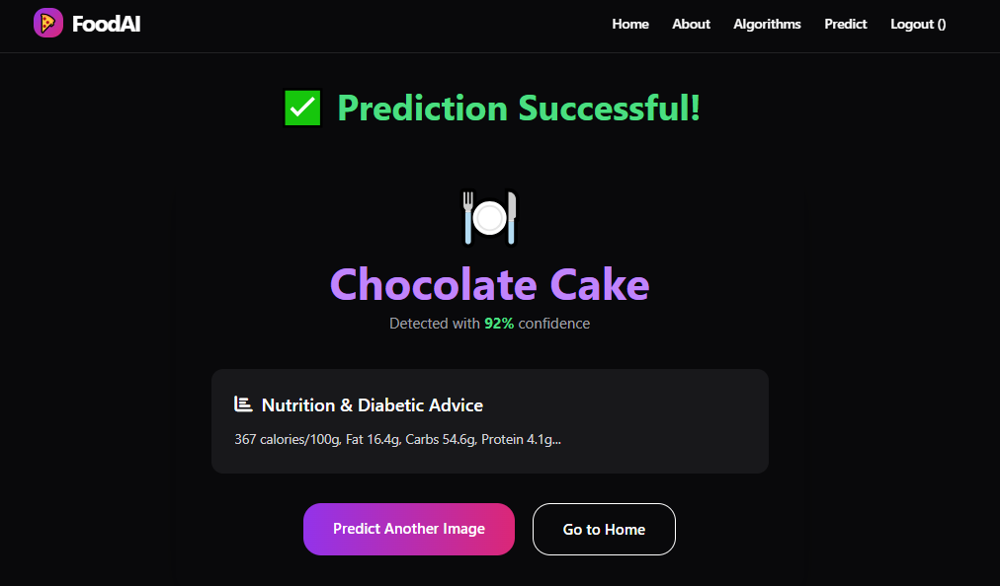 FoodAI
Home About Algorithms Predict Logout ()
Prediction Successful!
Chocolate Cake
Detected with 92% confidence
Nutrition & Diabetic Advice
367 calories/100g, Fat 16.4g, Carbs 54.6g, Protein 4.1g...
Predict Another Image
Go to Home